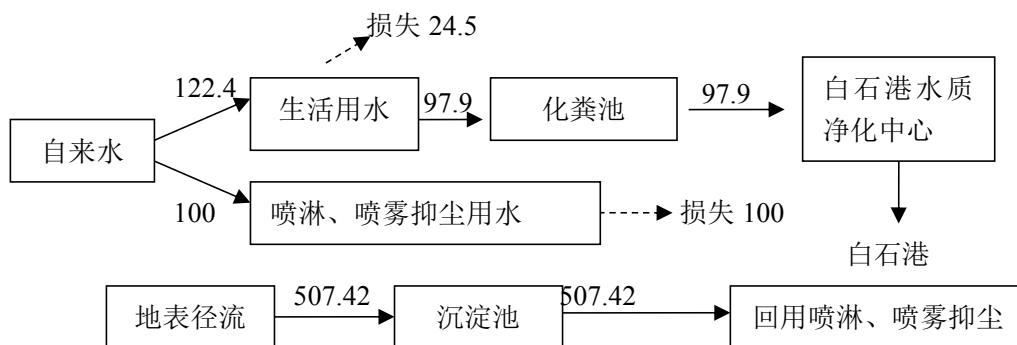 损失 24.5
122.4
生活用水
97.9
化粪池
97.9
白石港水质
净化中心
自来水
100
喷淋、喷雾抑尘用水
损失 100
白石港
地表径流
507.42
沉淀池
507.42
回用喷淋、喷雾抑尘